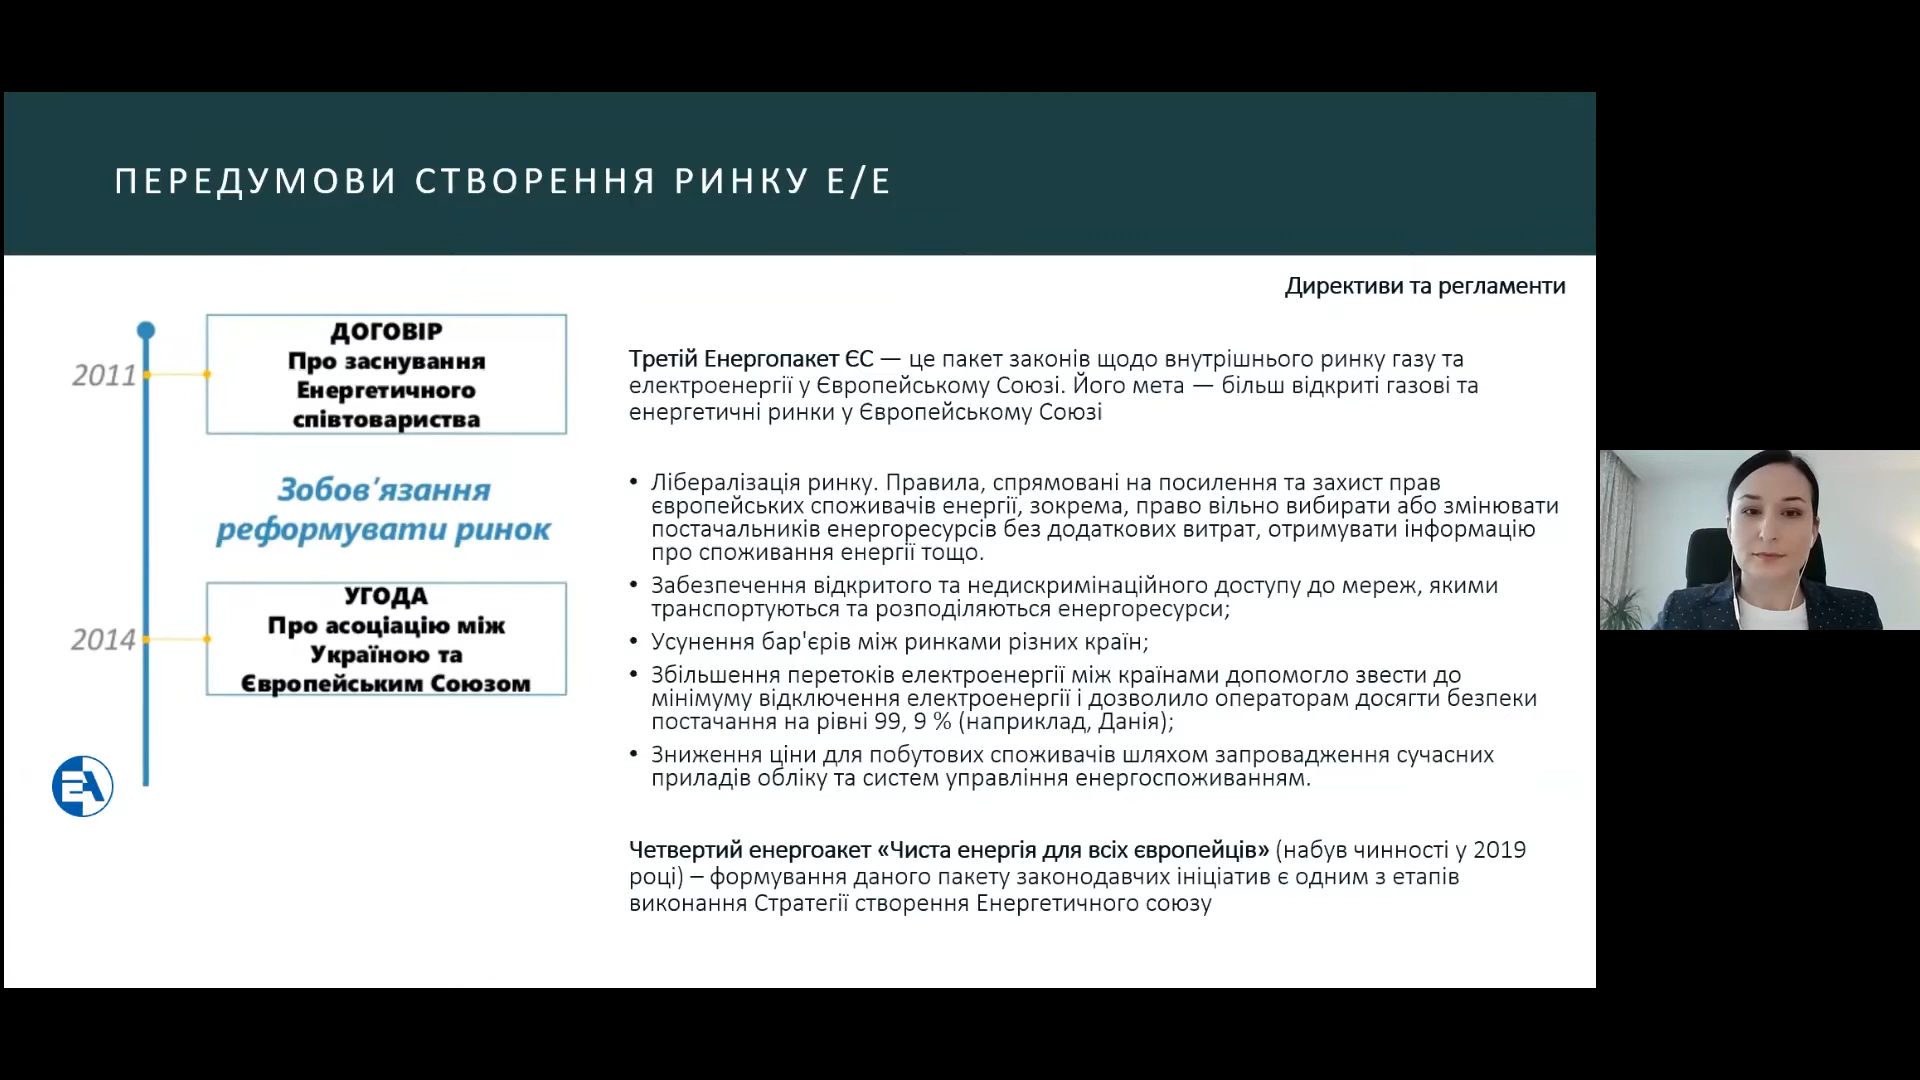 ПЕРЕДУМОВИ СТВОРЕННЯ РИНКУ Е/Е
2011
ДОГОВІР
Про заснування
Енергетичного
співтовариства
Зобов'язання
реформувати ринок
2014
УГОДА
Про асоціацію між
Україною та
Європейським Союзом
ЕА
Директиви та регламенти
Третій Енергопакет ЄС — це пакет законів щодо внутрішнього ринку газу та
електроенергії у Європейському Союзі. Його мета — більш відкриті газові та
енергетичні ринки у Європейському Союзі
• Лібералізація ринку. Правила, спрямовані на посилення та захист прав
європейських споживачів енергії, зокрема, право вільно вибирати або змінювати
постачальників енергоресурсів без додаткових витрат, отримувати інформацію
про споживання енергії тощо.
• Забезпечення відкритого та недискримінаційного доступу до мереж, якими
транспортуються та розподіляються енергоресурси;
• Усунення бар'єрів між ринками різних країн;
• Збільшення перетоків електроенергії між країнами допомогло звести до
мінімуму відключення електроенергії і дозволило операторам досягти безпеки
постачання на рівні 99, 9 % (наприклад, Данія);
• Зниження ціни для побутових споживачів шляхом запровадження сучасних
приладів обліку та систем управління енергоспоживанням.
Четвертий енергоакет «Чиста енергія для всіх європейців» (набув чинності у 2019
році) – формування даного пакету законодавчих ініціатив є одним з етапів
виконання Стратегії створення Енергетичного союзу